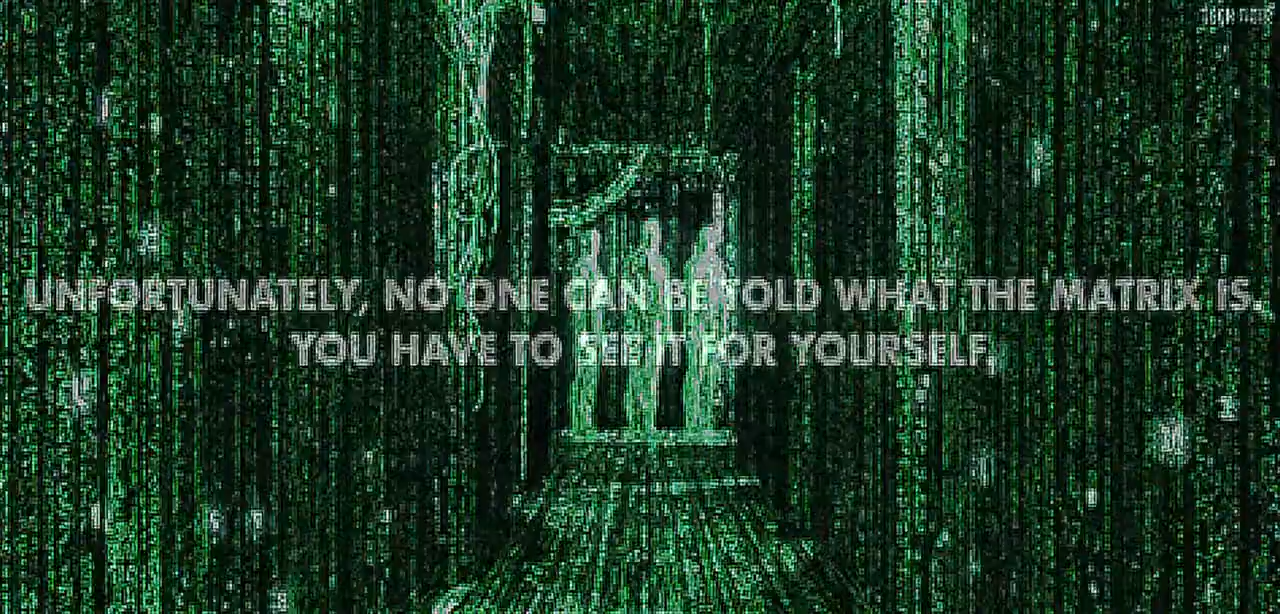 UNFORTUNATELY, NO ONE CAN BE TOLD WHAT THE MATRIX IS.
YOU HAVE TO SEE IT FOR YOURSELF.